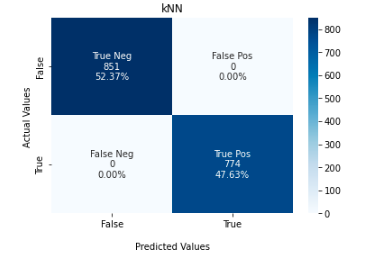 kNN
True Neg
851
52.37%
False Pos
0
0.00%
False Neg
0
0.00%
True Pos
774
47.63%
Actual Values
False
True
False
True
Predicted Values
800
700
600
500
400
300
200
100
0